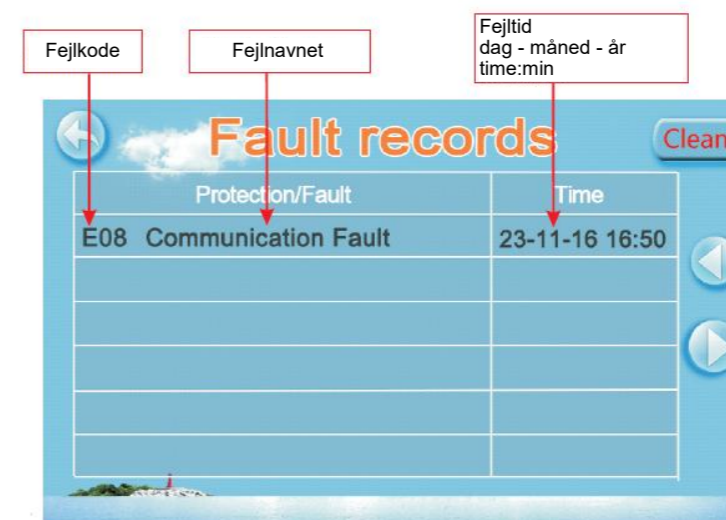 Fejlkode
Fejlnavnet
Fejltid
dag - måned - år
time:min
Fault records
Clean
Protection/Fault Time
E08 Communication Fault 23-11-16 16:50